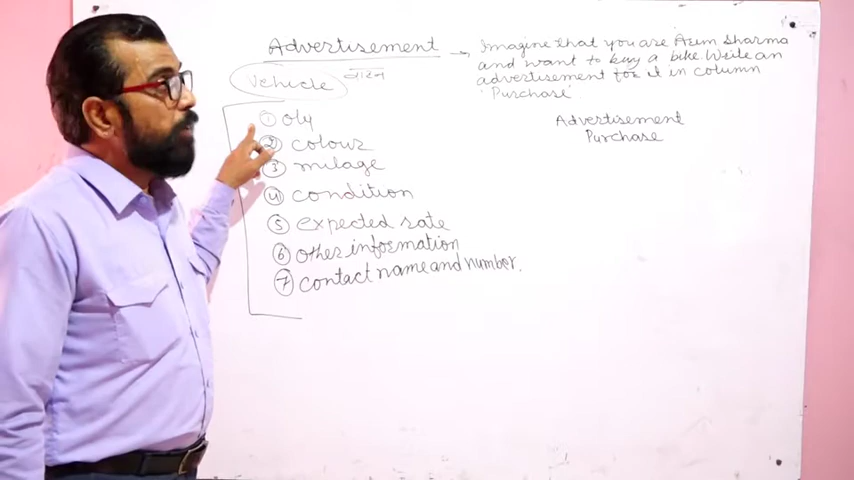 Advertisement → Imagine that you are Azim Sharma
and want to buy a bike. Write an
advertisement for it in column
'Purchase'
Vehicle वाहन
① oly
② colour
③ milage
④ condition
⑤ expected rate
⑥ other information
⑦ contact name and number.
Advertisement
Purchase